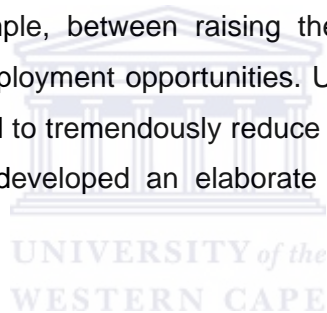 mple, between raising the
ployment opportunities. U
d to tremendously reduce
developed an elaborate
UNIVERSITY of the
WESTERN CAPE